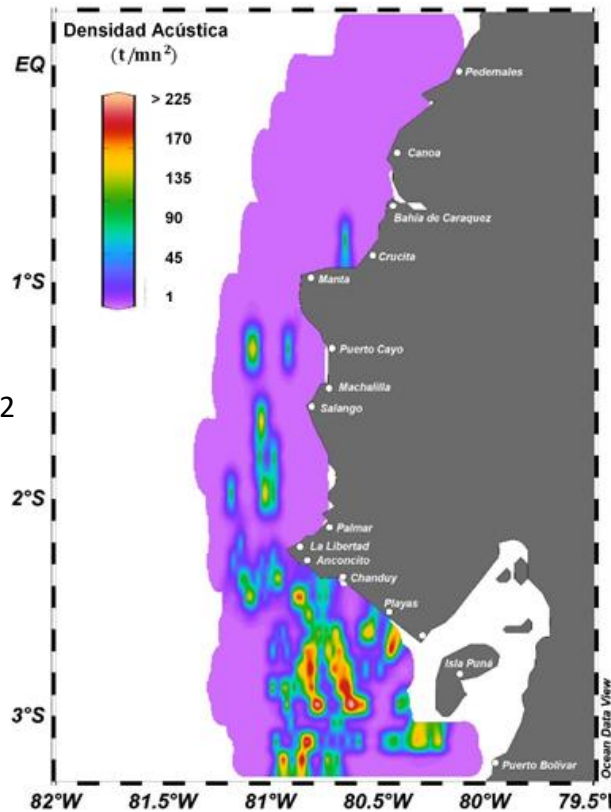 Densidad Acústica
(t/mn²)
> 225
170
135
90
45
1
EQ
1°S
2
2°S
3°S
Pedernales
Canoa
Bahía de Caraquez
Crucita
Manta
Puerto Cayo
Machalilla
Salango
Palmar
La Libertad
Anconcito
Chanduy
Playas
Isla Puná
Puerto Bolívar
Ocean Data View
82°W
81.5°W
81°W
80.5°W
80°W
79.5°W